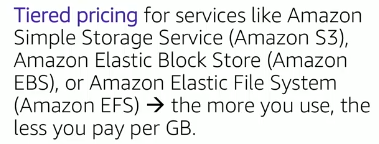 Tiered pricing for services like Amazon
Simple Storage Service (Amazon S3),
Amazon Elastic Block Store (Amazon
EBS), or Amazon Elastic File System
(Amazon EFS) → the more you use, the
less you pay per GB.